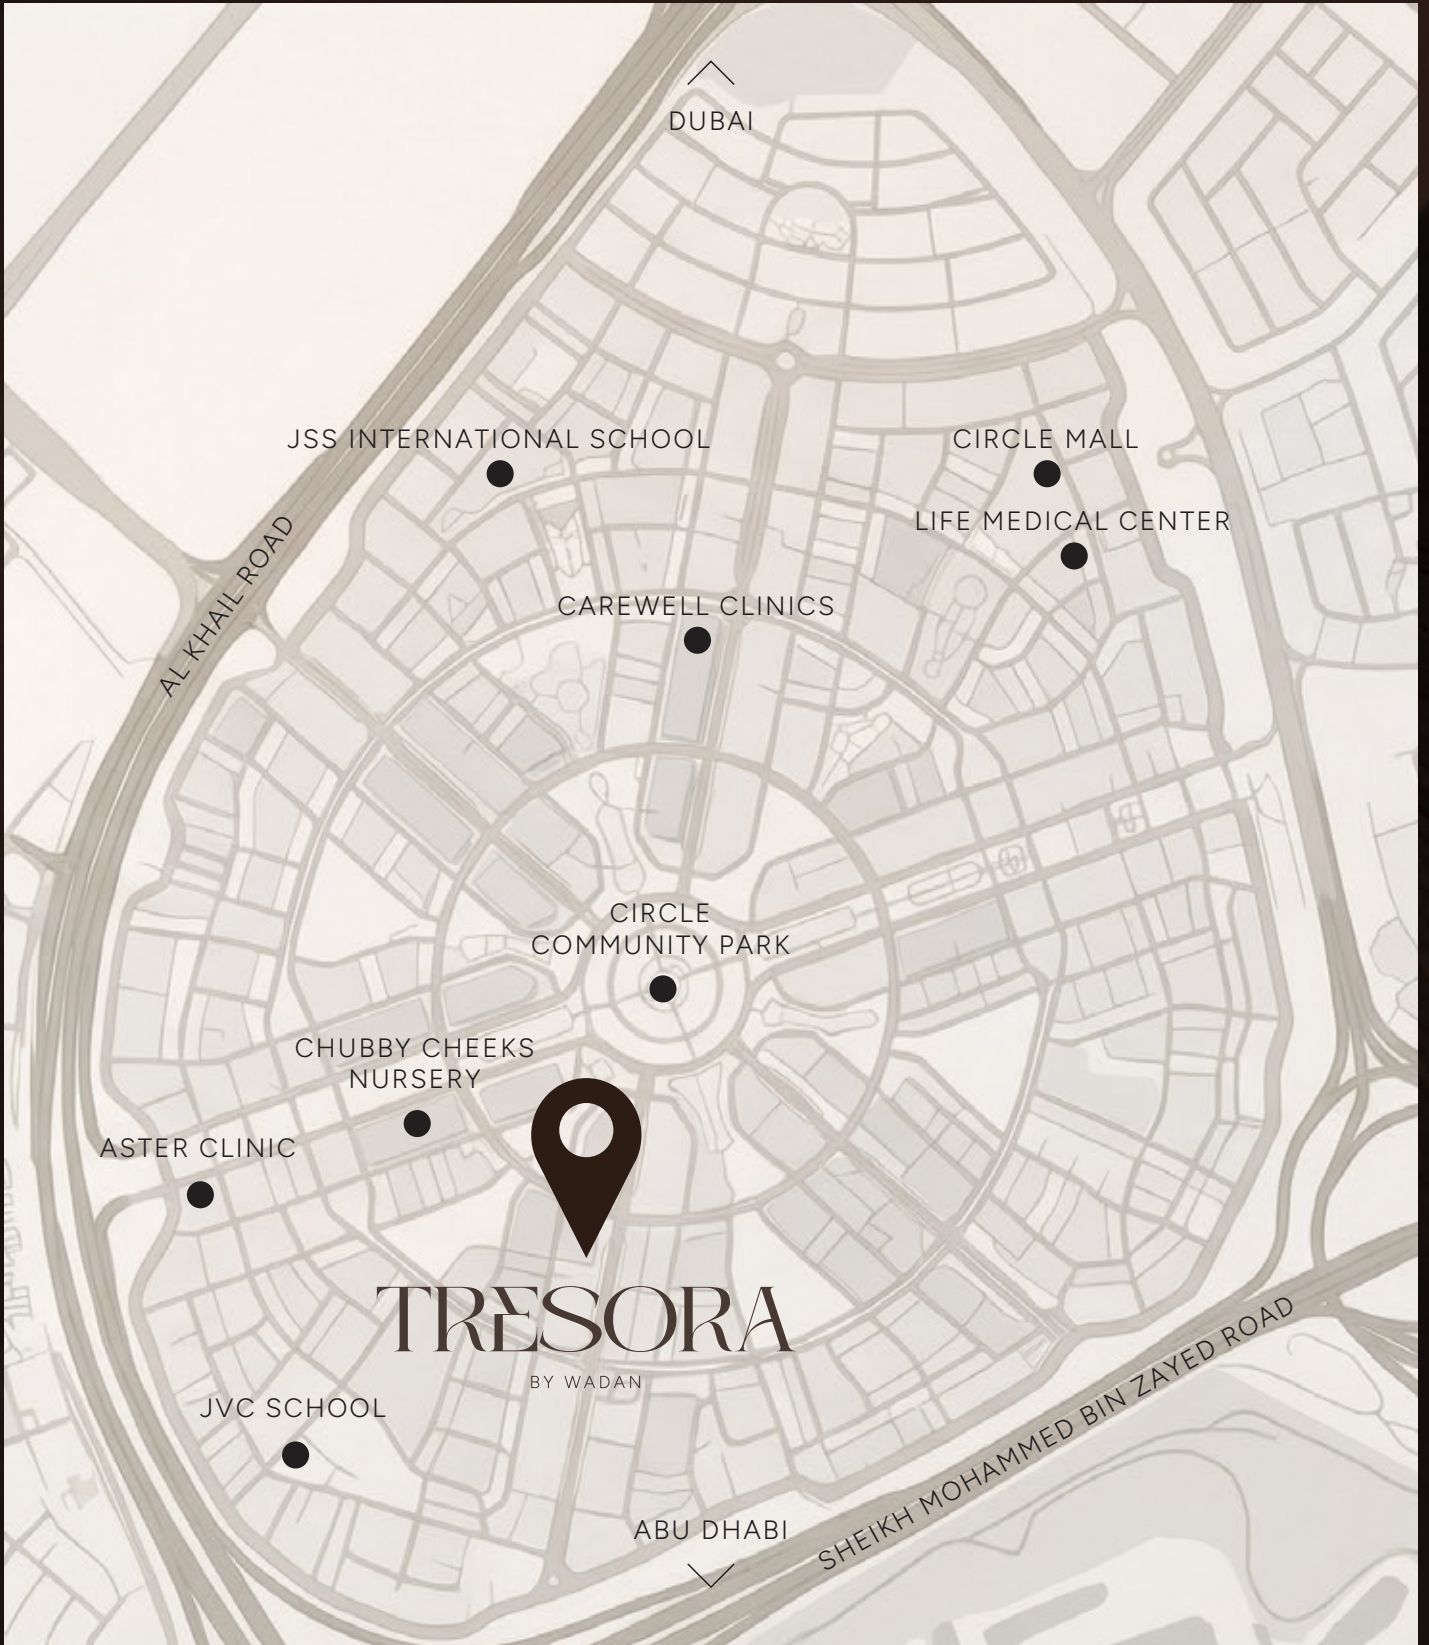 DUBAI
JSS INTERNATIONAL SCHOOL
CIRCLE MALL
LIFE MEDICAL CENTER
AL KHAIL ROAD
CAREWELL CLINICS
CIRCLE
COMMUNITY PARK
CHUBBY CHEEKS
NURSERY
ASTER CLINIC
TRESORA
BY WADAN
JVC SCHOOL
SHEIKH MOHAMMED BIN ZAYED ROAD
ABU DHABI